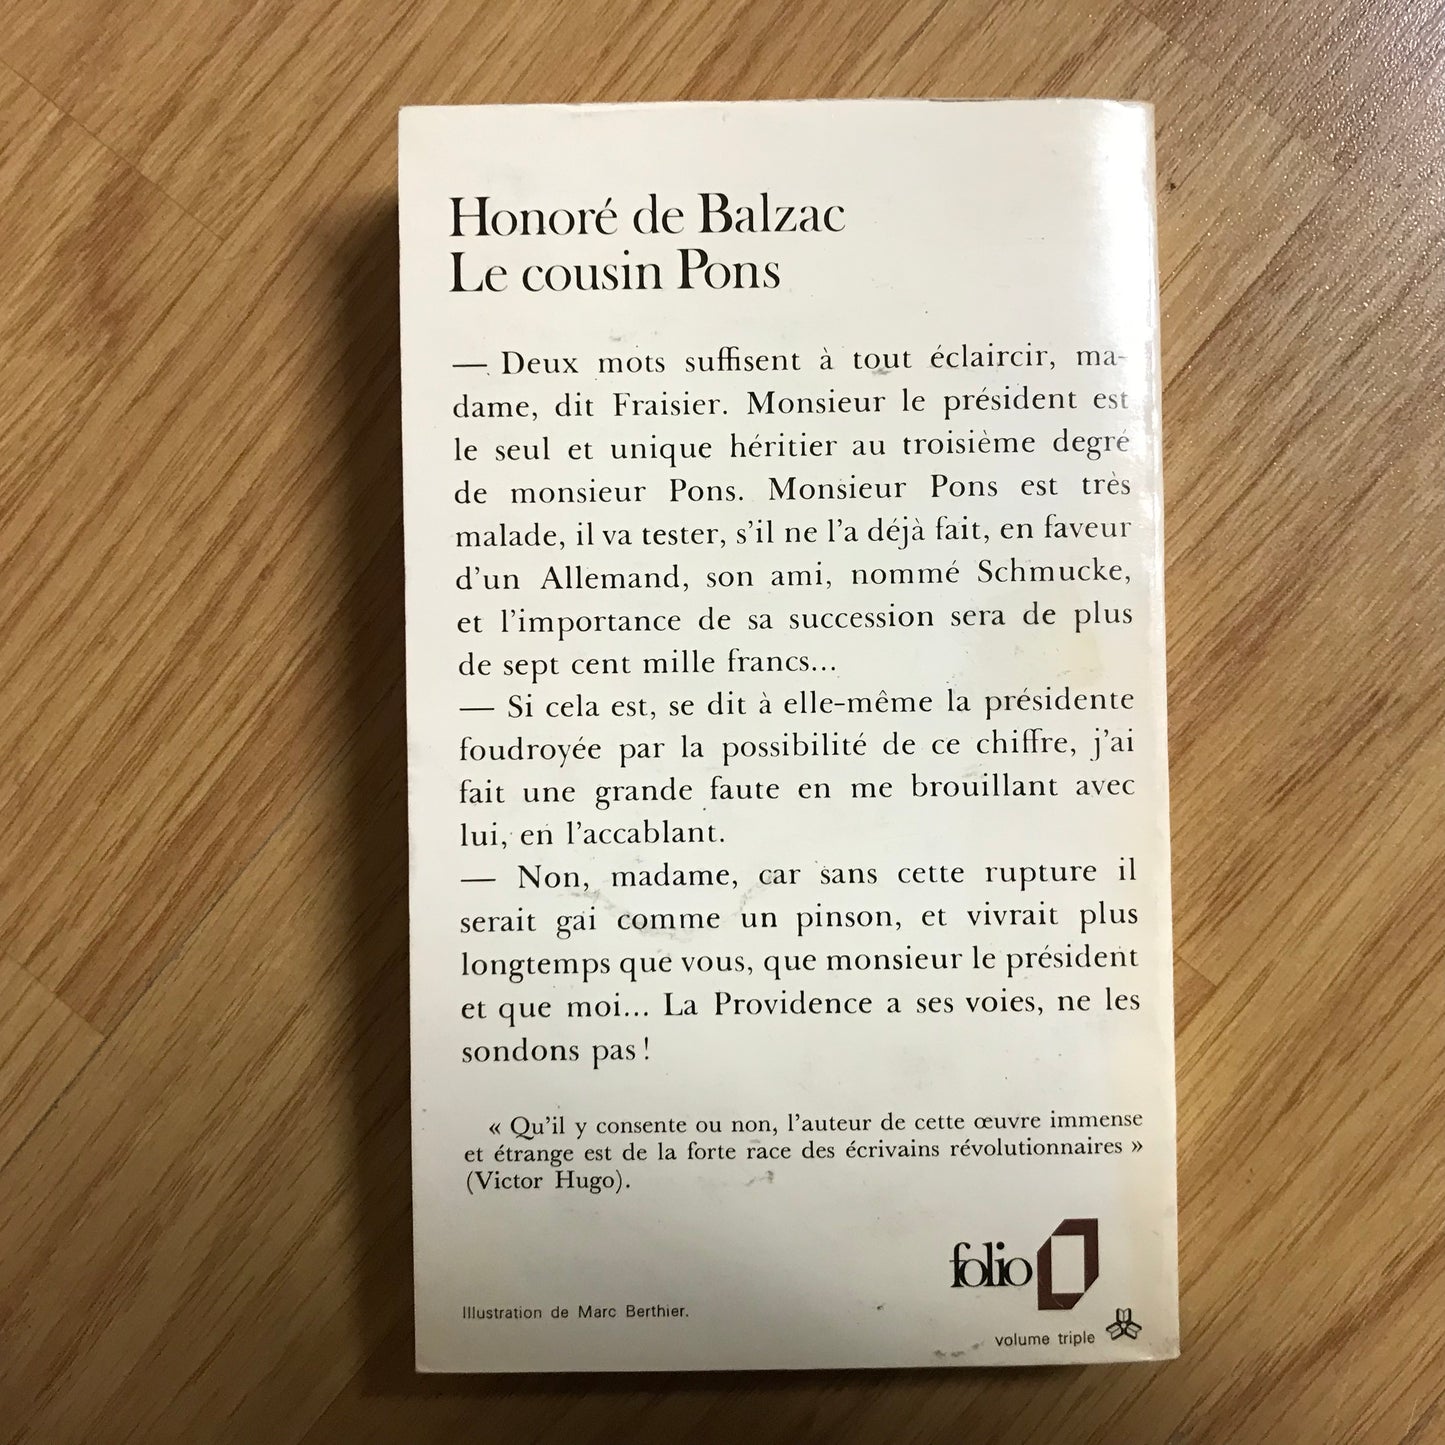 Honoré de Balzac
Le cousin Pons
— Deux mots suffisent à tout éclaircir, ma-
dame, dit Fraisier. Monsieur le président est
le seul et unique héritier au troisième degré
de monsieur Pons. Monsieur Pons est très
malade, il va tester, s'il ne l'a déjà fait, en faveur
d'un Allemand, son ami, nommé Schmucke,
et l'importance de sa succession sera de plus
de sept cent mille francs...
— Si cela est, se dit à elle-même la présidente
foudroyée par la possibilité de ce chiffre, j'ai
fait une grande faute en me brouillant avec
lui, en l'accablant.
— Non, madame, car sans cette rupture il
serait gai comme un pinson, et vivrait plus
longtemps que vous, que monsieur le président
et que moi... La Providence a ses voies, ne les
sondons pas !
« Qu'il y consente ou non, l'auteur de cette œuvre immense
et étrange est de la forte race des écrivains révolutionnaires »
(Victor Hugo).
folio
Illustration de Marc Berthier.
volume triple